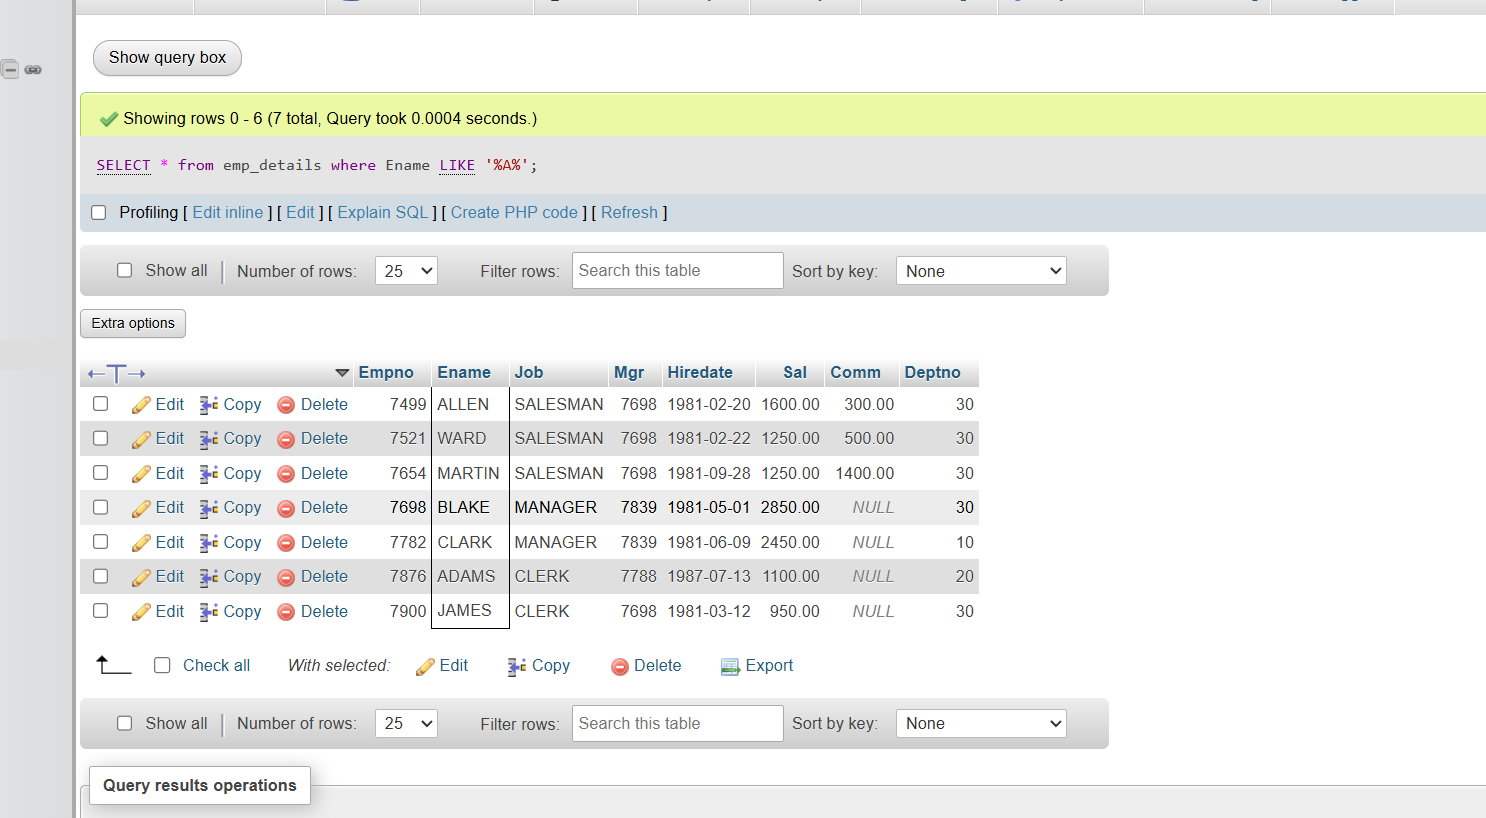 Show query box
Showing rows 0 - 6 (7 total, Query took 0.0004 seconds.)
SELECT * from emp_details where Ename LIKE '%A%';
Profiling [ Edit inline ] [ Edit ] [ Explain SQL ] [ Create PHP code ] [ Refresh ]
Show all Number of rows: 25 Filter rows: Search this table Sort by key: None
Extra options
←T→ Empno Ename Job Mgr Hiredate Sal Comm Deptno
Edit Copy Delete 7499 ALLEN SALESMAN 7698 1981-02-20 1600.00 300.00 30
Edit Copy Delete 7521 WARD SALESMAN 7698 1981-02-22 1250.00 500.00 30
Edit Copy Delete 7654 MARTIN SALESMAN 7698 1981-09-28 1250.00 1400.00 30
Edit Copy Delete 7698 BLAKE MANAGER 7839 1981-05-01 2850.00 NULL 30
Edit Copy Delete 7782 CLARK MANAGER 7839 1981-06-09 2450.00 NULL 10
Edit Copy Delete 7876 ADAMS CLERK 7788 1987-07-13 1100.00 NULL 20
Edit Copy Delete 7900 JAMES CLERK 7698 1981-03-12 950.00 NULL 30
Check all With selected: Edit Copy Delete Export
Show all Number of rows: 25 Filter rows: Search this table Sort by key: None
Query results operations